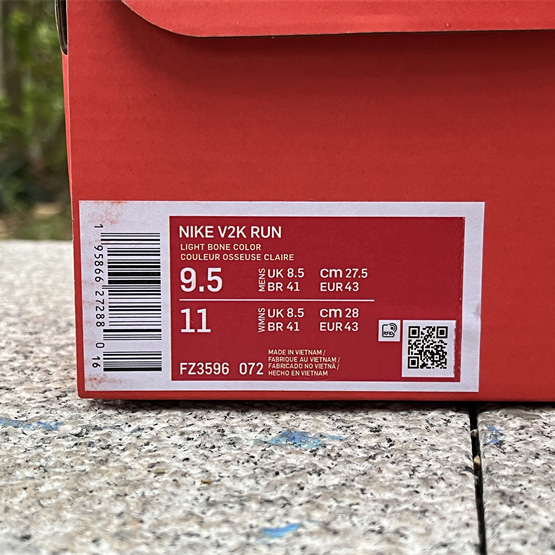 NIKE V2K RUN
LIGHT BONE COLOR
COULEUR OSSEUSE CLAIRE
9.5 MENS UK 8.5 cm 27.5
BR 41 EUR 43
11 WMNS UK 8.5 cm 28
BR 41 EUR 43
FZ3596 072
MADE IN VIETNAM /
FABRIQUE AU VIETNAM /
FABRICADO NO VIETNÃ /
HECHO EN VIETNAM
RFID
1 95866 27288 0 16